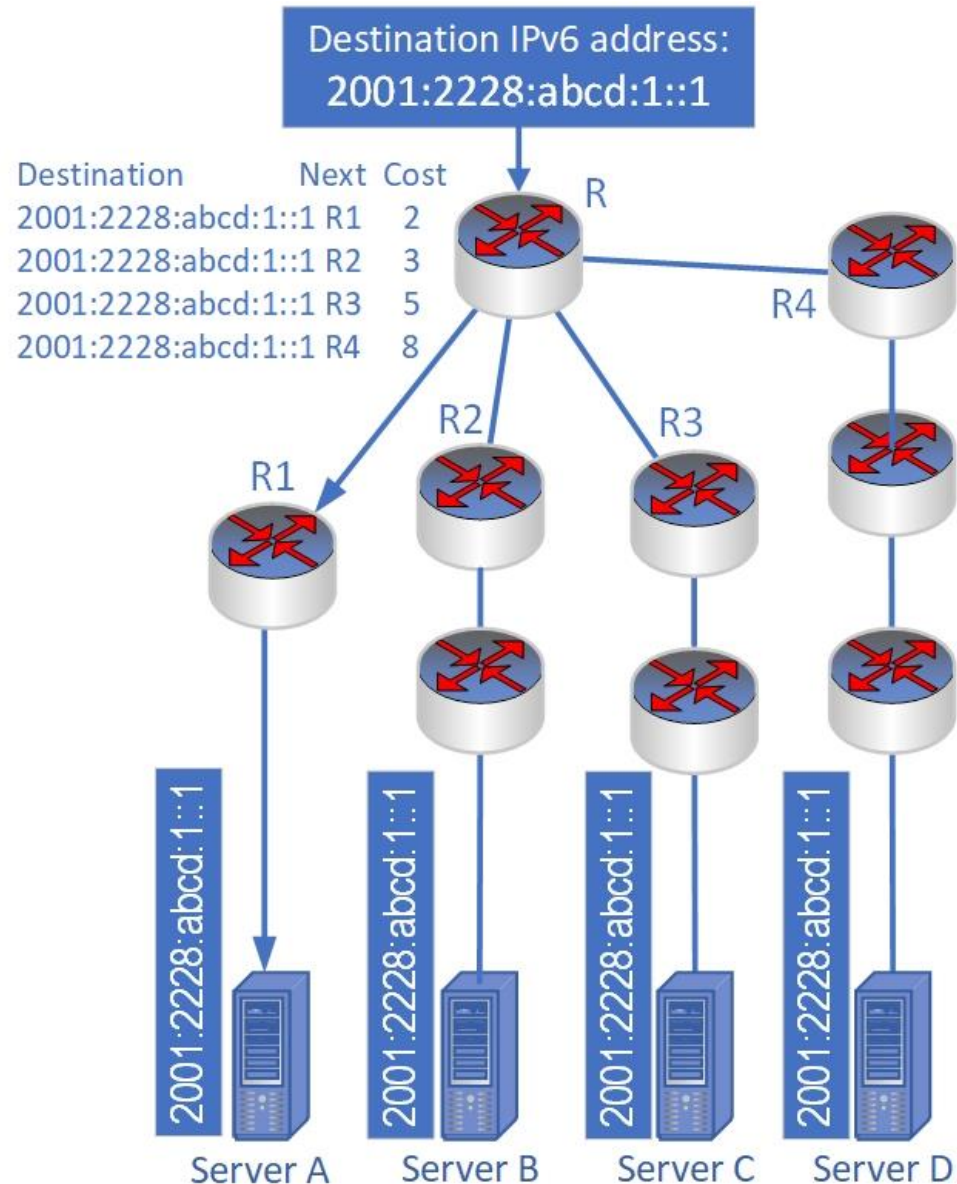 Destination IPv6 address:
2001:2228:abcd:1::1
Destination Next Cost
2001:2228:abcd:1::1 R1 2
2001:2228:abcd:1::1 R2 3
2001:2228:abcd:1::1 R3 5
2001:2228:abcd:1::1 R4 8
R
R4
R2
R3
R1
2001:2228:abcd:1::1
2001:2228:abcd:1::1
2001:2228:abcd:1::1
2001:2228:abcd:1::1
Server A
Server B
Server C
Server D